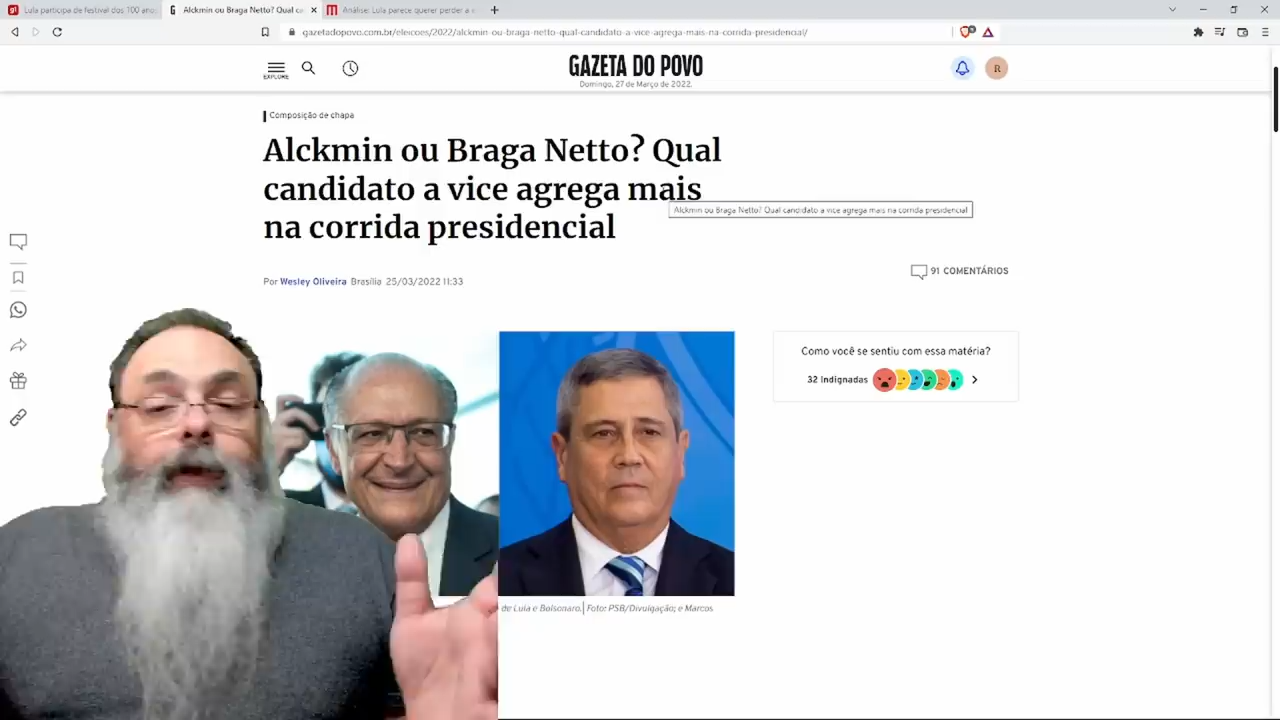 Lula participa de festival dos 100 anos
Alckmin ou Braga Netto? Qual ca
Análise: Lula parece querer perder a e
gazetadopovo.com.br/eleicoes/2022/alckmin-ou-braga-netto-qual-candidato-a-vice-agrega-mais-na-corrida-presidencial/
EXPLORE
GAZETA DO POVO
Domingo, 27 de Março de 2022.
R
Composição de chapa
Alckmin ou Braga Netto? Qual
candidato a vice agrega mais
na corrida presidencial
Alckmin ou Braga Netto? Qual candidato a vice agrega mais na corrida presidencial
Por Wesley Oliveira Brasília 25/03/2022 11:33
91 COMENTÁRIOS
Como você se sentiu com essa matéria?
32 Indignadas
de Lula e Bolsonaro.| Foto: PSB/Divulgação; e Marcos